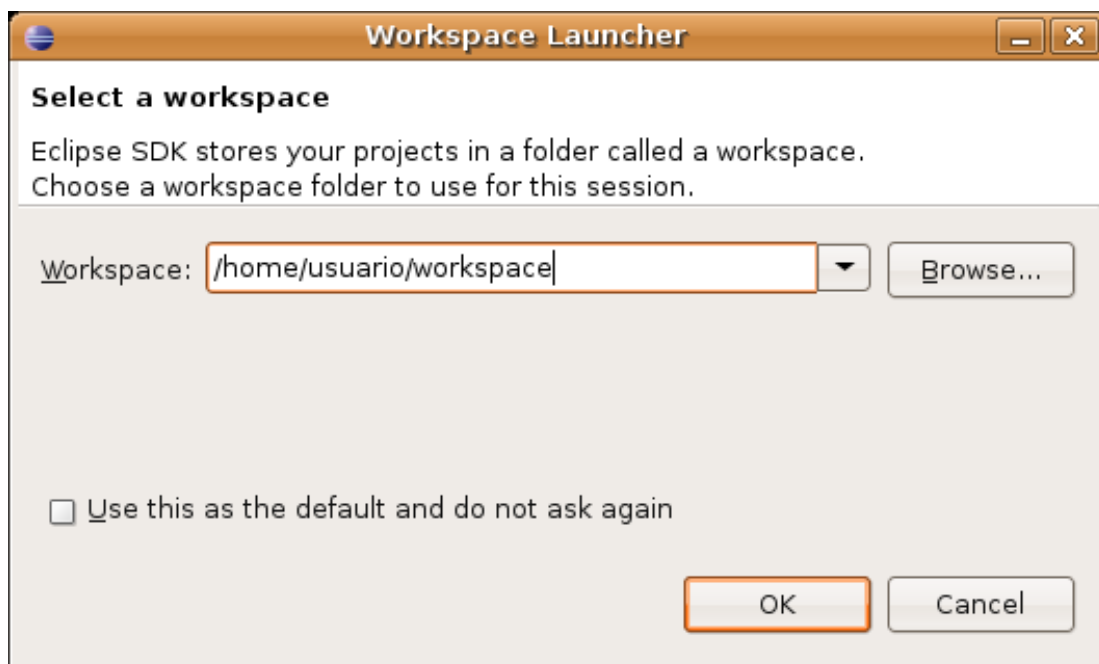 Workspace Launcher
Select a workspace
Eclipse SDK stores your projects in a folder called a workspace.
Choose a workspace folder to use for this session.
Workspace: /home/usuario/workspace Browse...
Use this as the default and do not ask again
OK Cancel